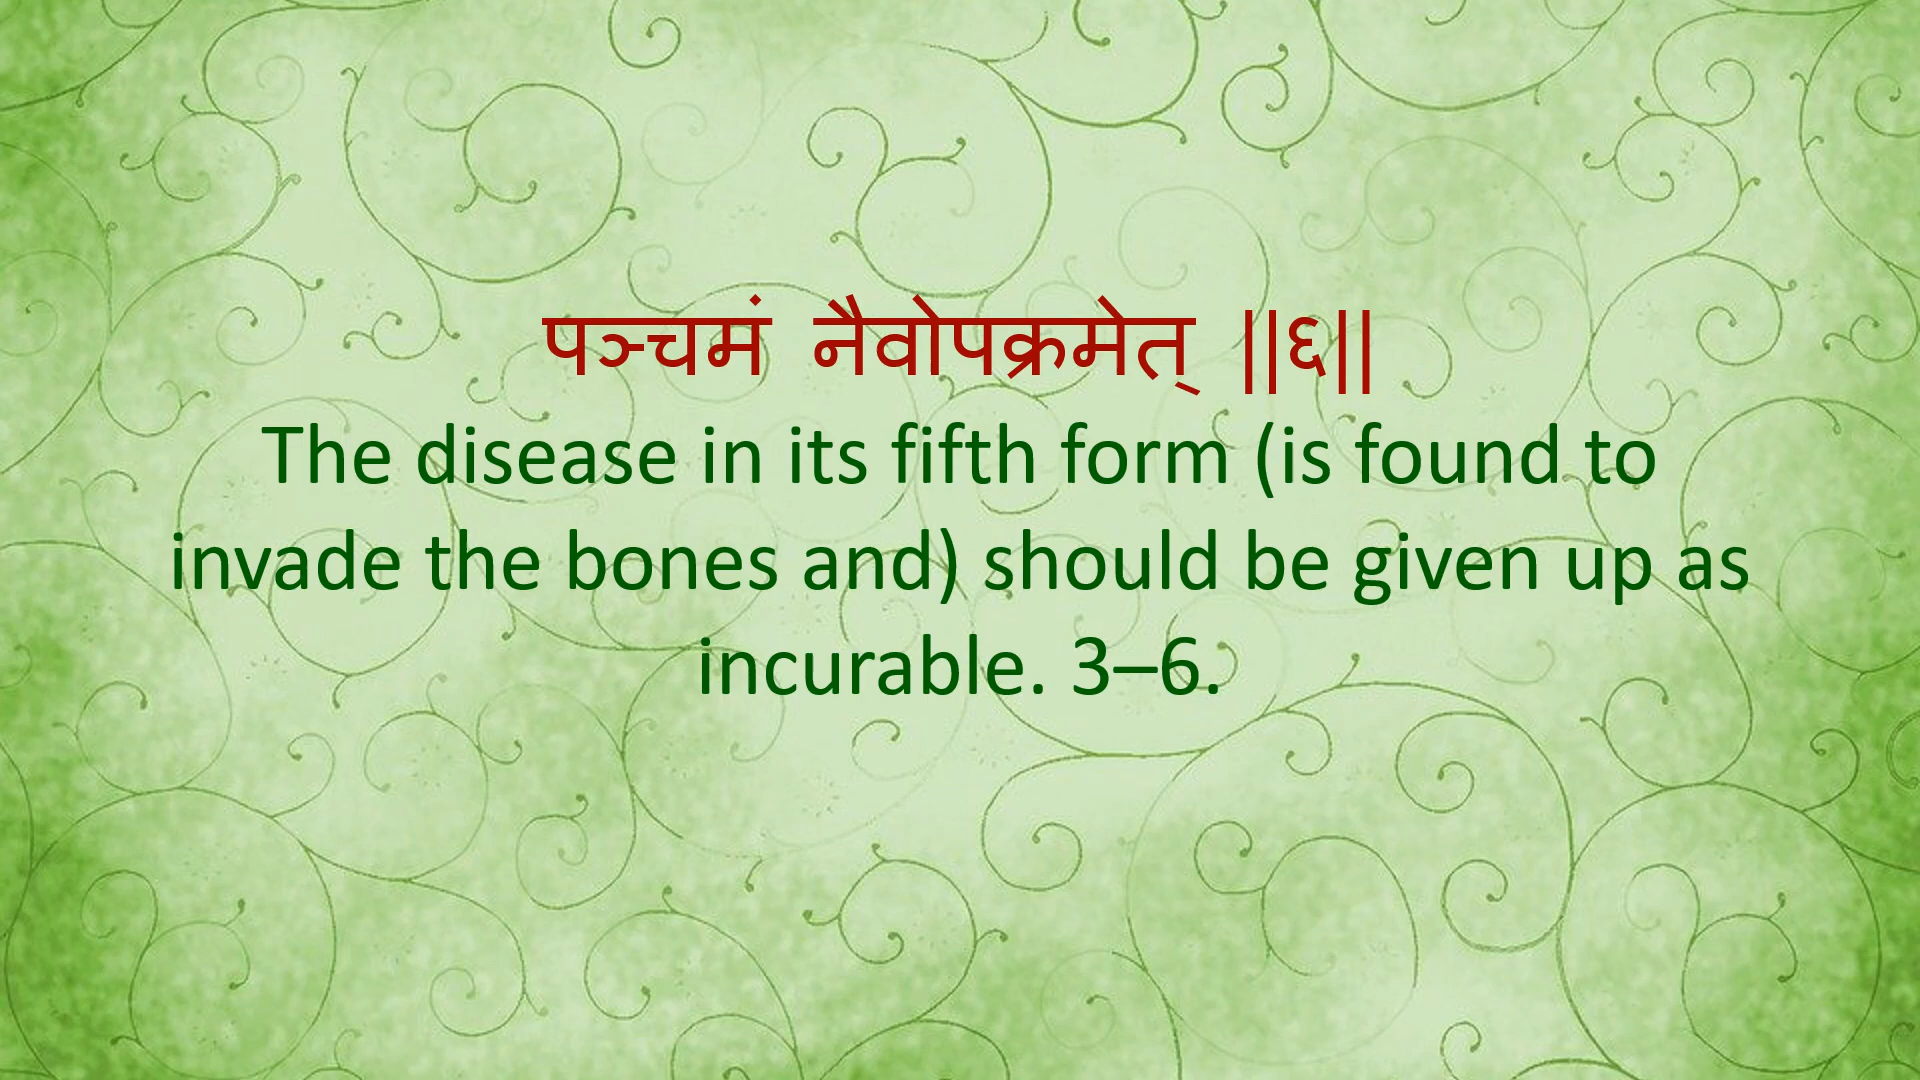 पञ्चमं नैवोपक्रमेत् ||६||
The disease in its fifth form (is found to
invade the bones and) should be given up as
incurable. 3–6.